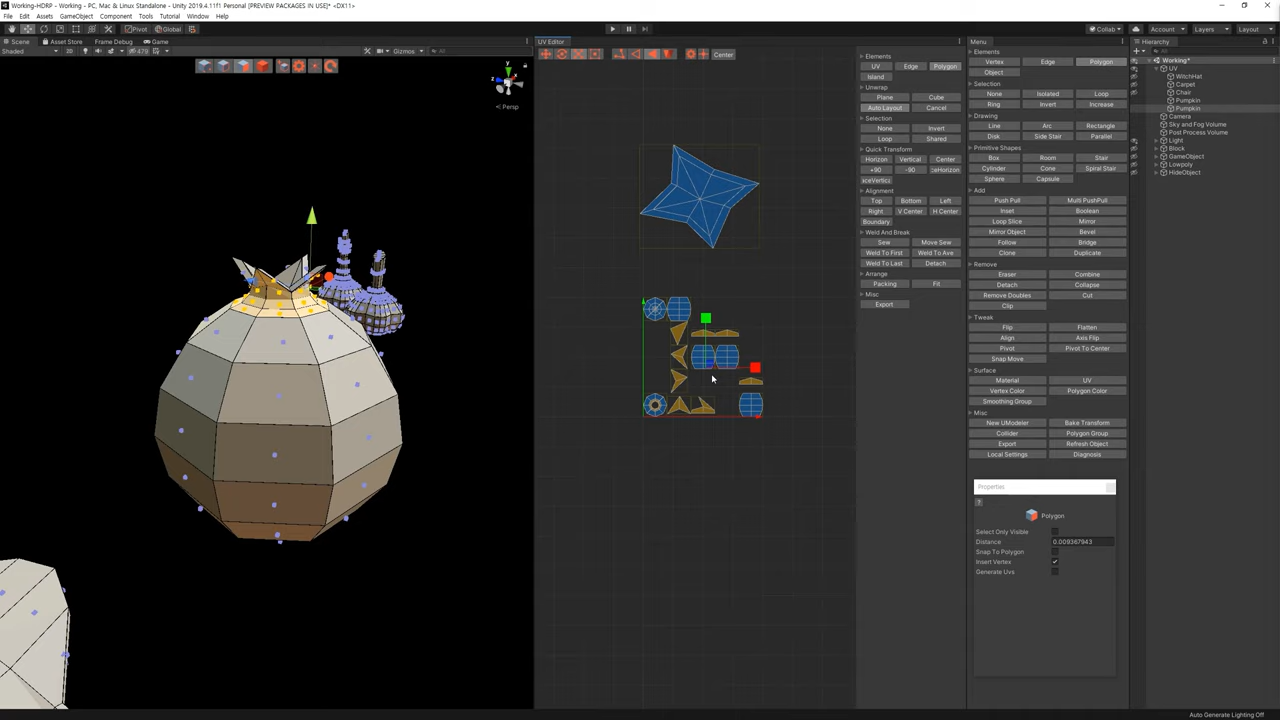 Working-HDRP - Working - PC, Mac & Linux Standalone - Unity 2019.4.11f1 Personal [PREVIEW PACKAGES IN USE]* <DX11>
File Edit Assets GameObject Component Tools Window Help
Pivot Global Collab Account Layers Layout
Scene Asset Store Frame Debug Game
Shaded 2D 479 Gizmos All
y
z
< Persp
UV Editor
Center
Elements
UV Edge Polygon
Island
Unwrap
Plane Cube
Auto Layout Cancel
Selection
None Invert
Loop Shared
Quick Transform
Horizon Vertical Center
+90 -90 :eHorizon
:aceVertica
Alignment
Top Bottom Left
Right V Center H Center
Boundary
Weld And Break
Sew Move Sew
Weld To First Weld To Ave
Weld To Last Detach
Arrange
Packing Fit
Misc
Export
Menu
Elements
Vertex Edge Polygon
Object
Selection
None Isolated Loop
Ring Invert Increase
Drawing
Line Arc Rectangle
Disk Side Stair Parallel
Primitive Shapes
Box Room Stair
Cylinder Cone Spiral Stair
Sphere Capsule
Add
Push Pull Multi PushPull
Inset Boolean
Loop Slice Mirror
Mirror Object Bevel
Follow Bridge
Clone Duplicate
Remove
Eraser Combine
Detach Collapse
Remove Doubles Cut
Clip
Tweak
Flip Flatten
Align Axis Flip
Pivot Pivot To Center
Snap Move
Surface
Material UV
Vertex Color Polygon Color
Smoothing Group
Misc
New UModeler Bake Transform
Collider Polygon Group
Export Refresh Object
Local Settings Diagnosis
Properties
?
Polygon
Select Only Visible
Distance 0.009367943
Snap To Polygon
Insert Vertex
Generate Uvs
Hierarchy
All
Working*
UV
WitchHat
Carpet
Chair
Pumpkin
Pumpkin
Camera
Sky and Fog Volume
Post Process Volume
Light
Block
GameObject
Lowpoly
HideObject
Auto Generate Lighting Off